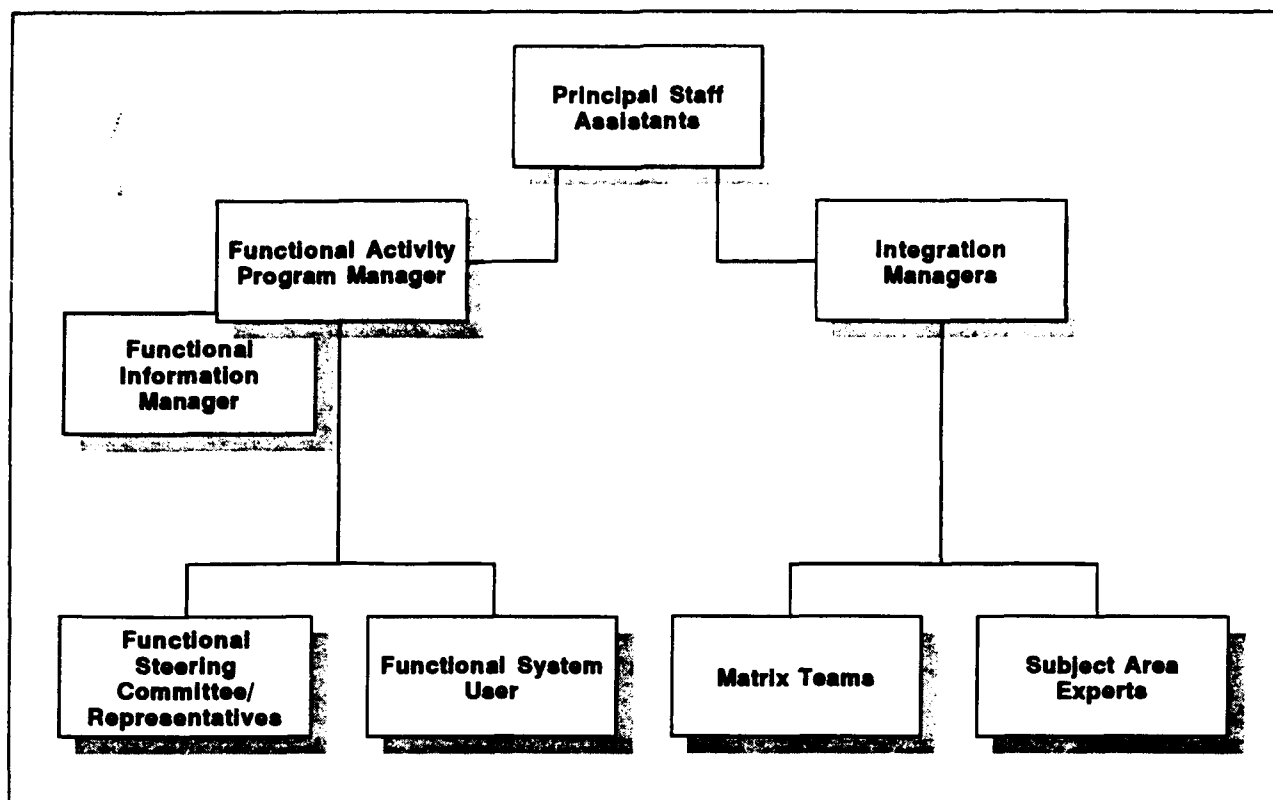 Principal Staff
Assistants
Functional Activity
Program Manager
Integration
Managers
Functional
Information
Manager
Functional
Steering
Committee/
Representatives
Functional System
User
Matrix Teams
Subject Area
Experts